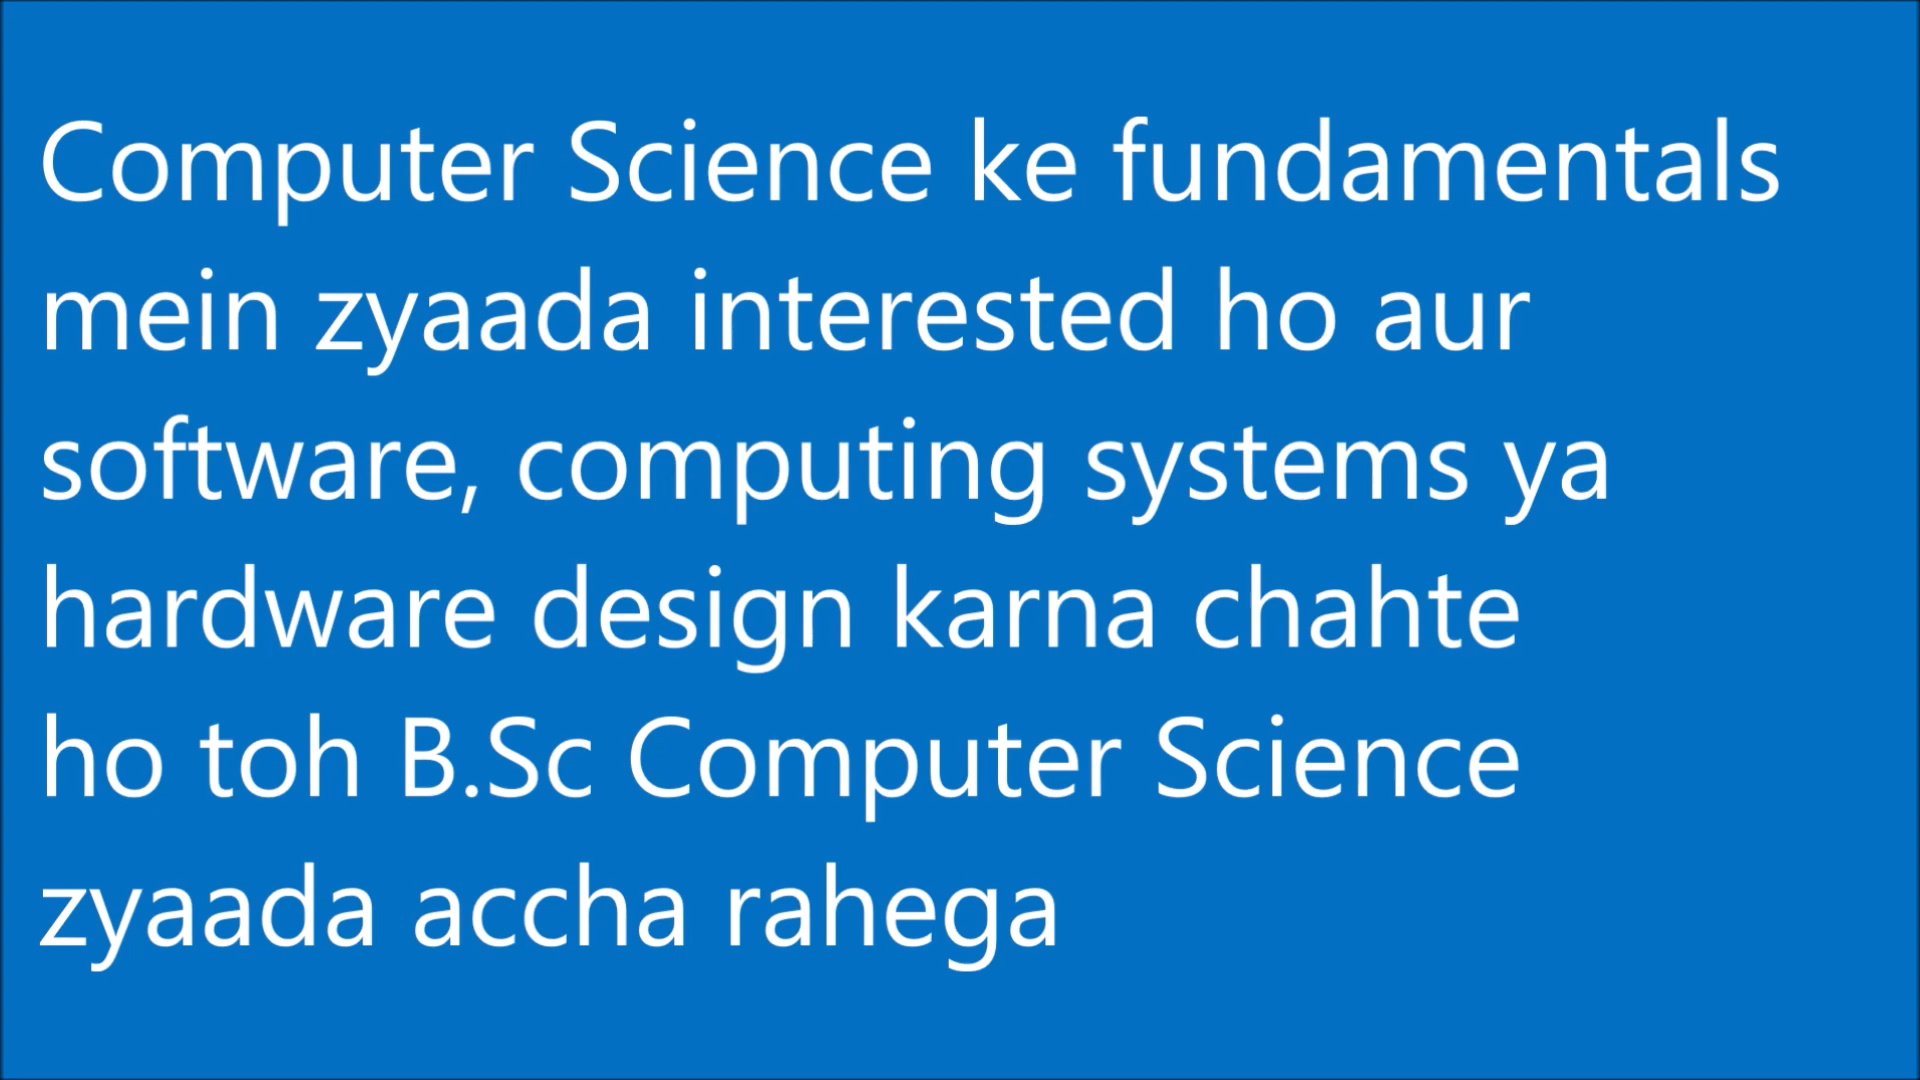 Computer Science ke fundamentals
mein zyaada interested ho aur
software, computing systems ya
hardware design karna chahte
ho toh B.Sc Computer Science
zyaada accha rahega